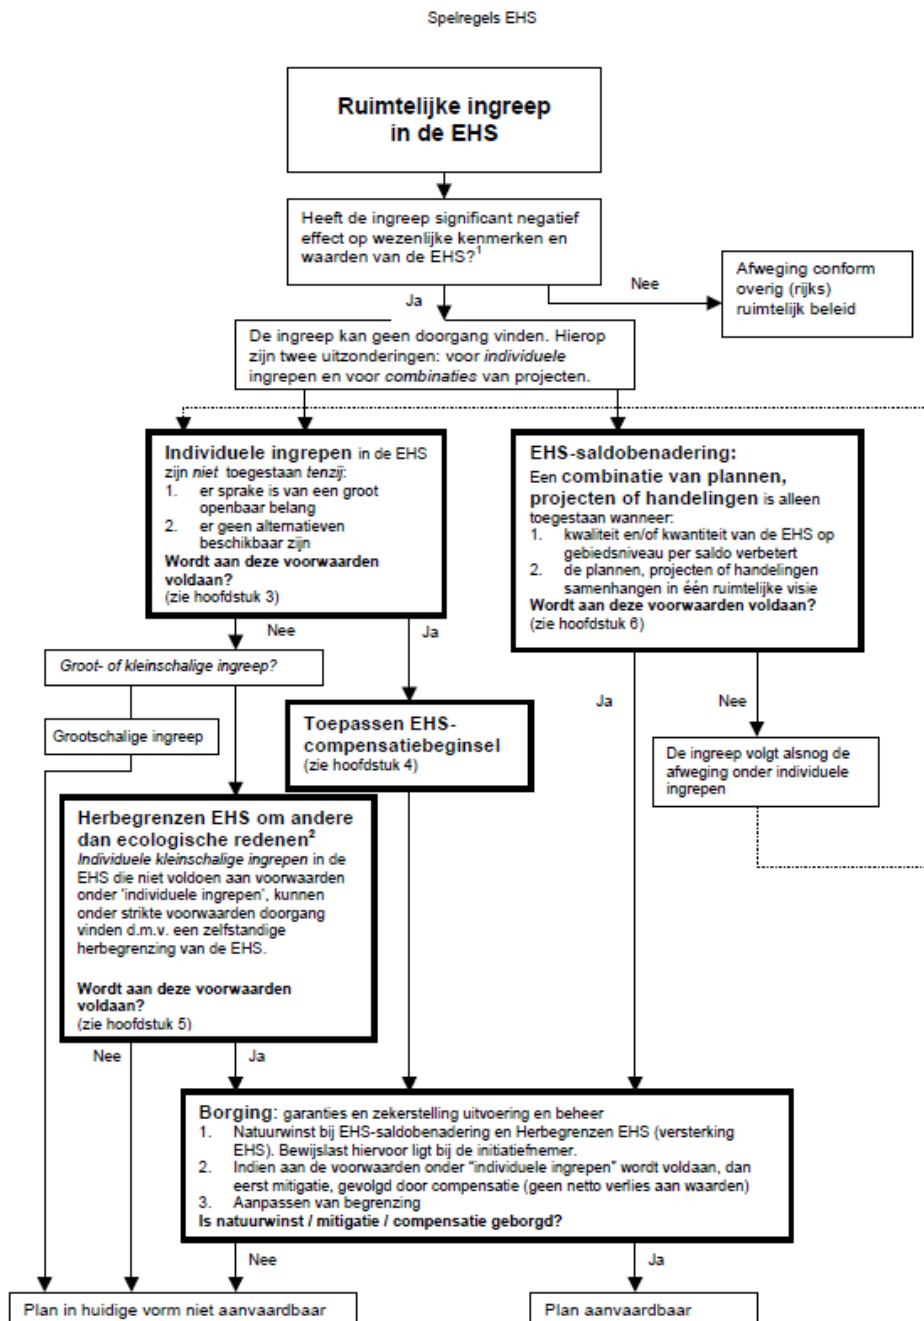 Spelregels EHS
Ruimtelijke ingreep
in de EHS
Heeft de ingreep significant negatief
effect op wezenlijke kenmerken en
waarden van de EHS?¹
Nee
Afweging conform
overig (rijks)
ruimtelijk beleid
Ja
De ingreep kan geen doorgang vinden. Hierop
zijn twee uitzonderingen: voor individuele
ingrepen en voor combinaties van projecten.
Individuele ingrepen in de EHS
zijn niet toegestaan tenzij:
1. er sprake is van een groot
openbaar belang
2. er geen alternatieven
beschikbaar zijn
Wordt aan deze voorwaarden
voldaan?
(zie hoofdstuk 3)
EHS-saldobenadering:
Een combinatie van plannen,
projecten of handelingen is alleen
toegestaan wanneer:
1. kwaliteit en/of kwantiteit van de EHS op
gebiedsniveau per saldo verbetert
2. de plannen, projecten of handelingen
samenhangen in één ruimtelijke visie
Wordt aan deze voorwaarden voldaan?
(zie hoofdstuk 6)
Nee
Ja
Groot- of kleinschalige ingreep?
Grootschalige ingreep
Toepassen EHS-
compensatiebeginsel
(zie hoofdstuk 4)
Ja
Nee
De ingreep volgt alsnog de
afweging onder individuele
ingrepen
Herbegrenzen EHS om andere
dan ecologische redenen²
Individuele kleinschalige ingrepen in de
EHS die niet voldoen aan voorwaarden
onder 'individuele ingrepen', kunnen
onder strikte voorwaarden doorgang
vinden d.m.v. een zelfstandige
herbegrenzing van de EHS.
Wordt aan deze voorwaarden
voldaan?
(zie hoofdstuk 5)
Nee
Ja
Borging: garanties en zekerstelling uitvoering en beheer
1. Natuurwinst bij EHS-saldobenadering en Herbegrenzen EHS (versterking
EHS). Bewijslast hiervoor ligt bij de initiatiefnemer.
2. Indien aan de voorwaarden onder "individuele ingrepen" wordt voldaan, dan
eerst mitigatie, gevolgd door compensatie (geen netto verlies aan waarden)
3. Aanpassen van begrenzing
Is natuurwinst / mitigatie / compensatie geborgd?
Nee
Ja
Plan in huidige vorm niet aanvaardbaar
Plan aanvaardbaar